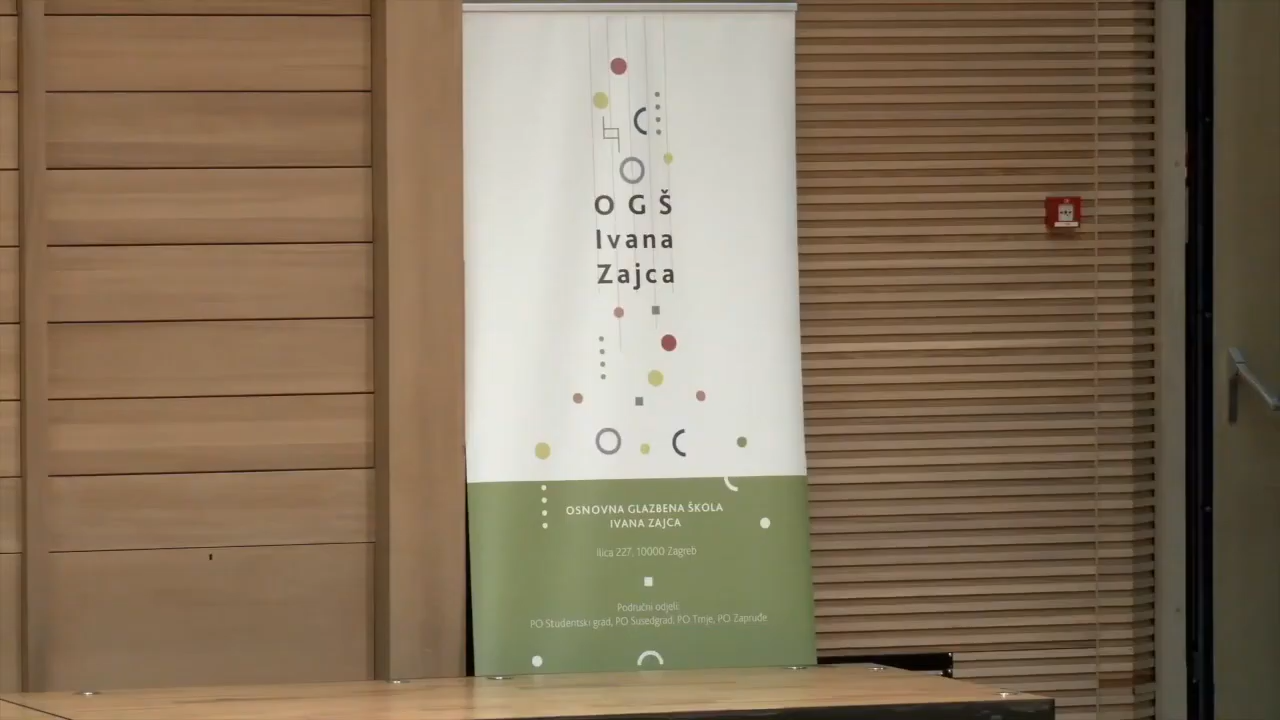 OGŠ
Ivana
Zajca
OSNOVNA GLAZBENA ŠKOLA
IVANA ZAJCA
Ilica 227, 10000 Zagreb
Područni odjeli:
PO Studentski grad, PO Susedgrad, PO Trnje, PO Zapruđe